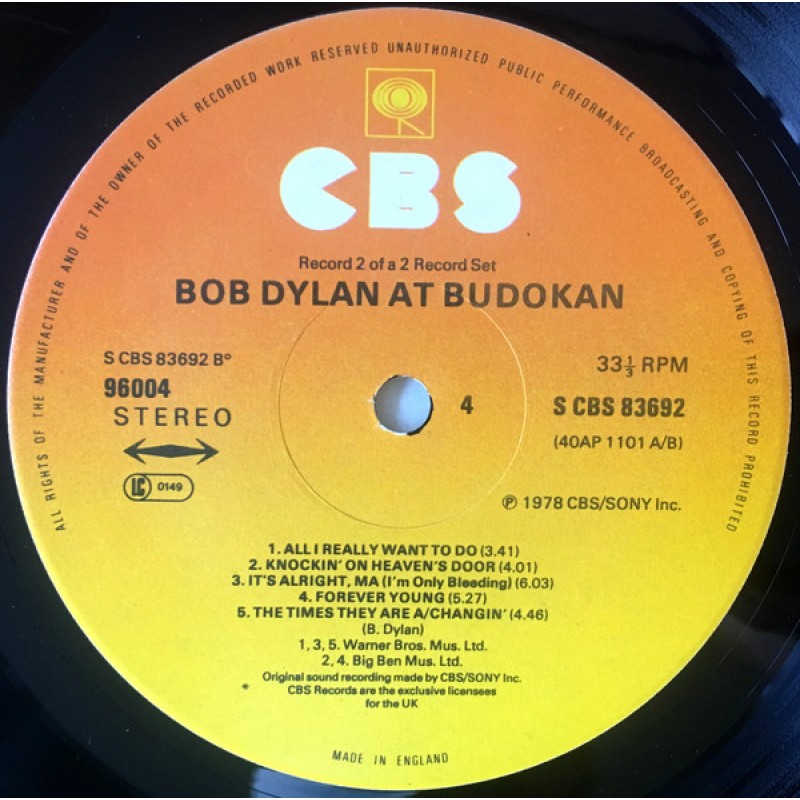 ALL RIGHTS OF THE MANUFACTURER AND OF THE OWNER OF THE RECORDED WORK RESERVED UNAUTHORIZED PUBLIC PERFORMANCE BROADCASTING AND COPYING OF THIS RECORD PROHIBITED
CBS
Record 2 of a 2 Record Set
BOB DYLAN AT BUDOKAN
S CBS 83692 B°
96004
STEREO
LC 0149
4
33 1/3 RPM
S CBS 83692
(40AP 1101 A/B)
℗ 1978 CBS/SONY Inc.
1. ALL I REALLY WANT TO DO (3.41)
2. KNOCKIN' ON HEAVEN'S DOOR (4.01)
3. IT'S ALRIGHT, MA (I'm Only Bleeding) (6.03)
4. FOREVER YOUNG (5.27)
5. THE TIMES THEY ARE A/CHANGIN' (4.46)
(B. Dylan)
1, 3, 5. Warner Bros. Mus. Ltd.
2, 4. Big Ben Mus. Ltd.
Original sound recording made by CBS/SONY Inc.
CBS Records are the exclusive licensees
for the UK
MADE IN ENGLAND